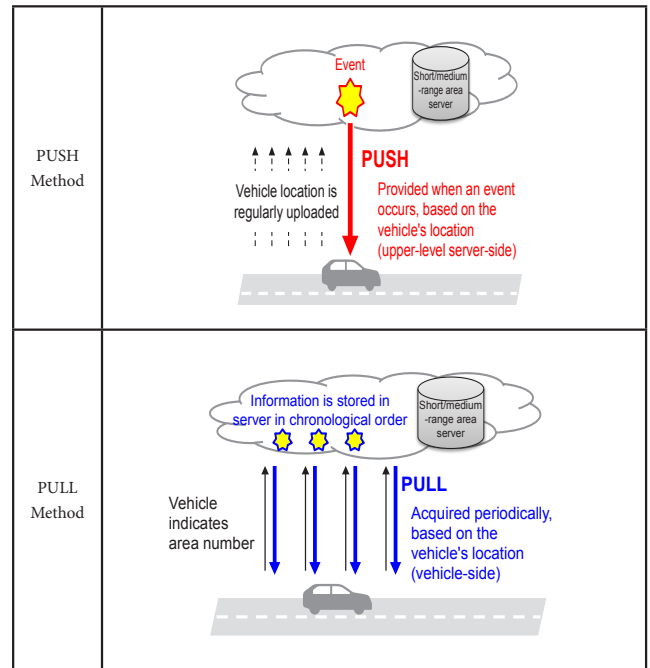 PUSH
Method
Event
Short/medium
-range area
server
PUSH
Vehicle location is
regularly uploaded
Provided when an event
occurs, based on the
vehicle's location
(upper-level server-side)
PULL
Method
Information is stored in
server in chronological order
Short/medium
-range area
server
Vehicle
indicates
area number
PULL
Acquired periodically,
based on the
vehicle's location
(vehicle-side)